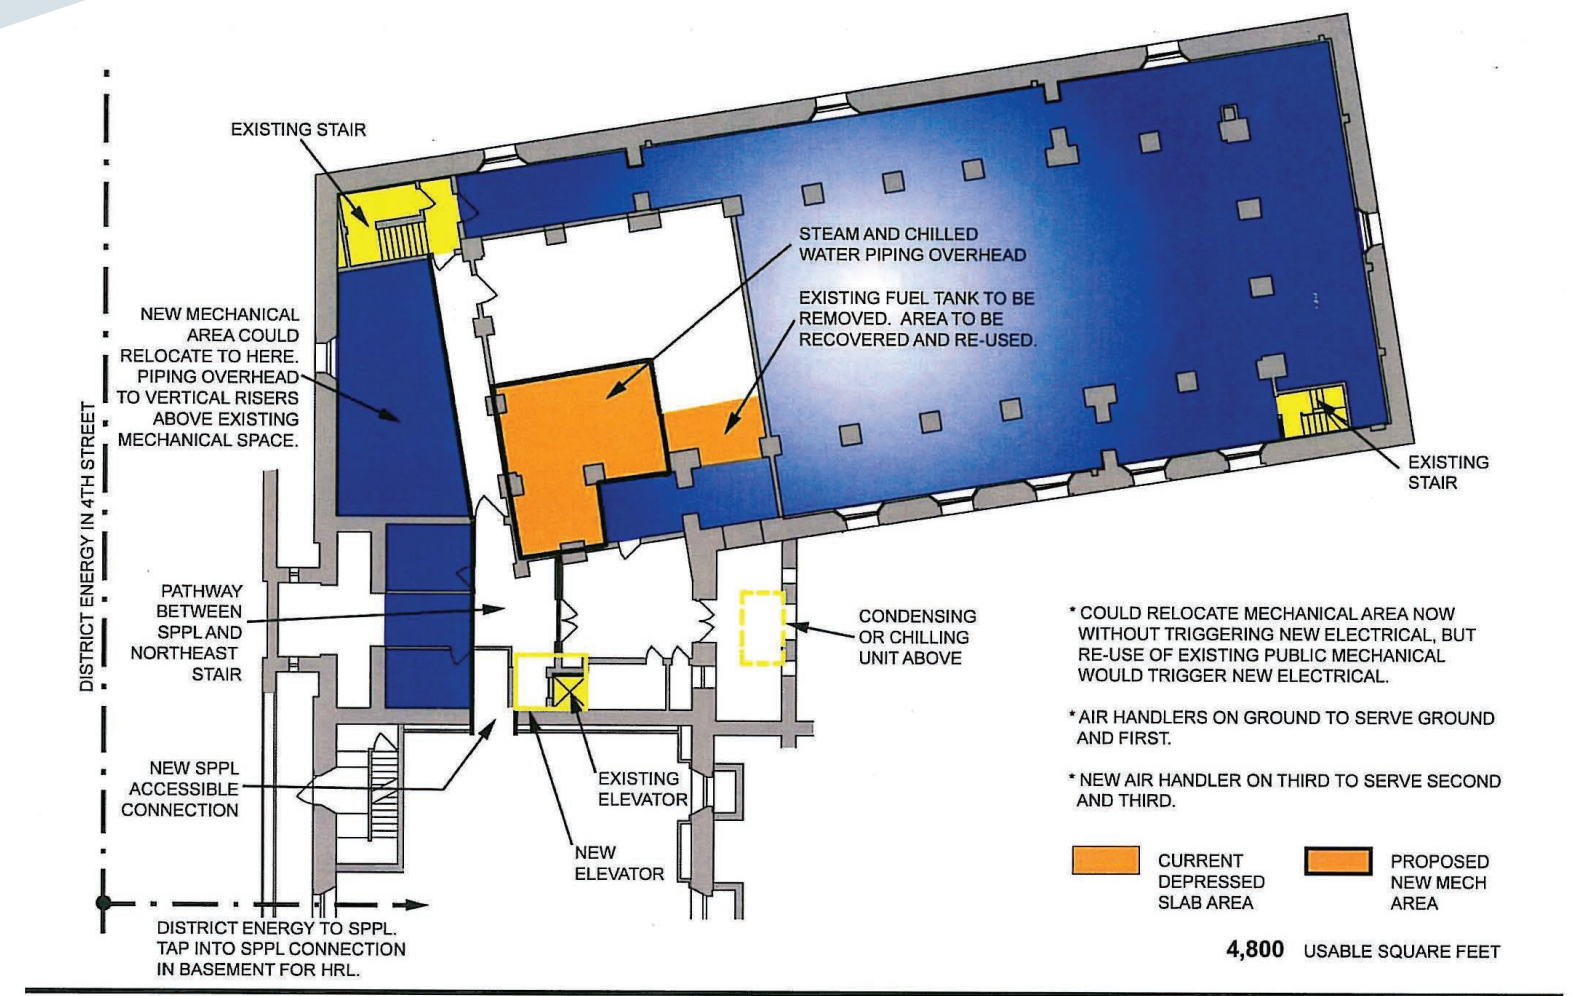 EXISTING STAIR
STEAM AND CHILLED
WATER PIPING OVERHEAD
EXISTING FUEL TANK TO BE
REMOVED. AREA TO BE
RECOVERED AND RE-USED.
NEW MECHANICAL
AREA COULD
RELOCATE TO HERE.
PIPING OVERHEAD
TO VERTICAL RISERS
ABOVE EXISTING
MECHANICAL SPACE.
DISTRICT ENERGY IN 4TH STREET
EXISTING
STAIR
PATHWAY
BETWEEN
SPPL AND
NORTHEAST
STAIR
CONDENSING
OR CHILLING
UNIT ABOVE
* COULD RELOCATE MECHANICAL AREA NOW
WITHOUT TRIGGERING NEW ELECTRICAL, BUT
RE-USE OF EXISTING PUBLIC MECHANICAL
WOULD TRIGGER NEW ELECTRICAL.
* AIR HANDLERS ON GROUND TO SERVE GROUND
AND FIRST.
* NEW AIR HANDLER ON THIRD TO SERVE SECOND
AND THIRD.
NEW SPPL
ACCESSIBLE
CONNECTION
EXISTING
ELEVATOR
NEW
ELEVATOR
CURRENT
DEPRESSED
SLAB AREA
PROPOSED
NEW MECH
AREA
DISTRICT ENERGY TO SPPL.
TAP INTO SPPL CONNECTION
IN BASEMENT FOR HRL.
4,800 USABLE SQUARE FEET